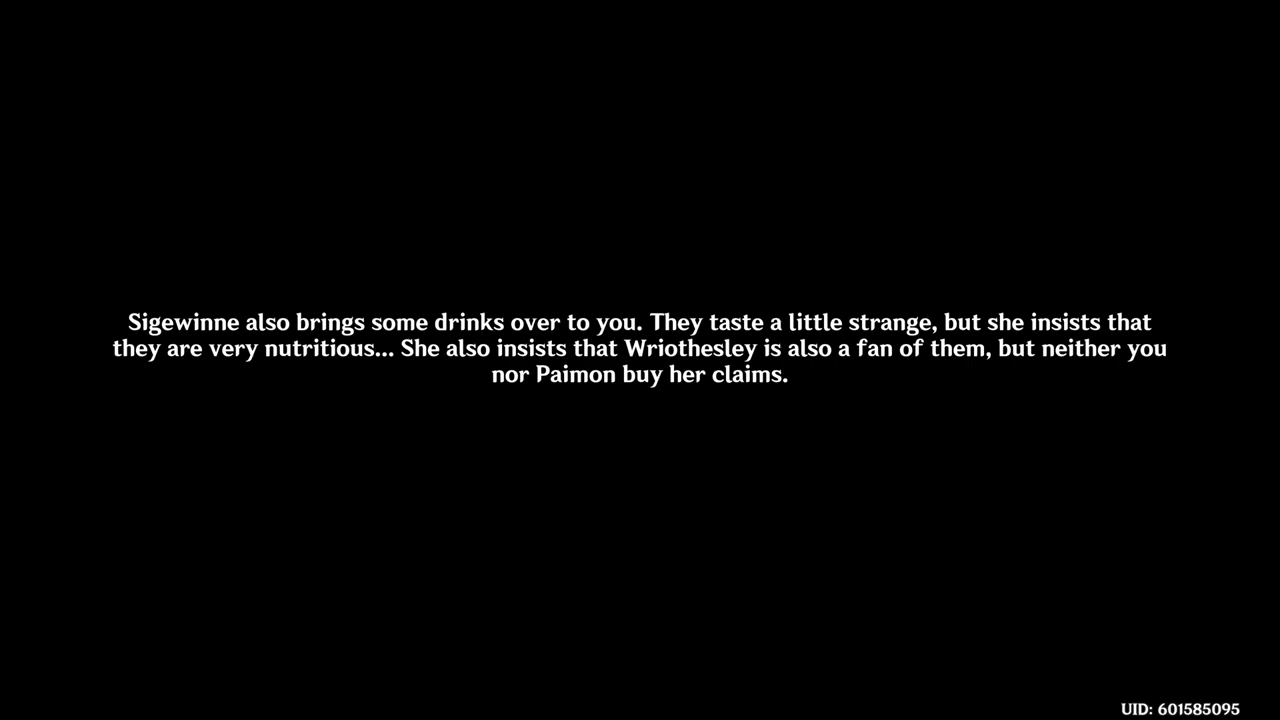 Sigewinne also brings some drinks over to you. They taste a little strange, but she insists that
they are very nutritious... She also insists that Wriothesley is also a fan of them, but neither you
nor Paimon buy her claims.
UID: 601585095